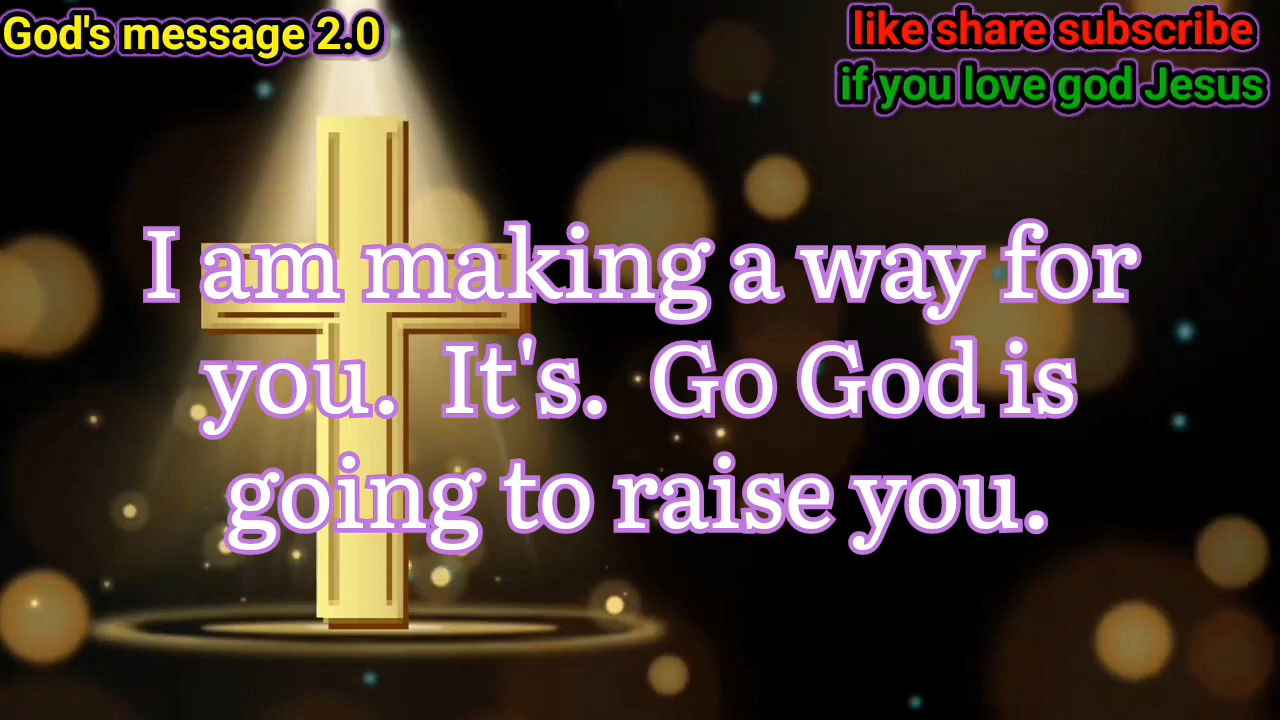 God's message 2.0
like share subscribe
if you love god Jesus
I am making a way for
you. It's. Go God is
going to raise you.